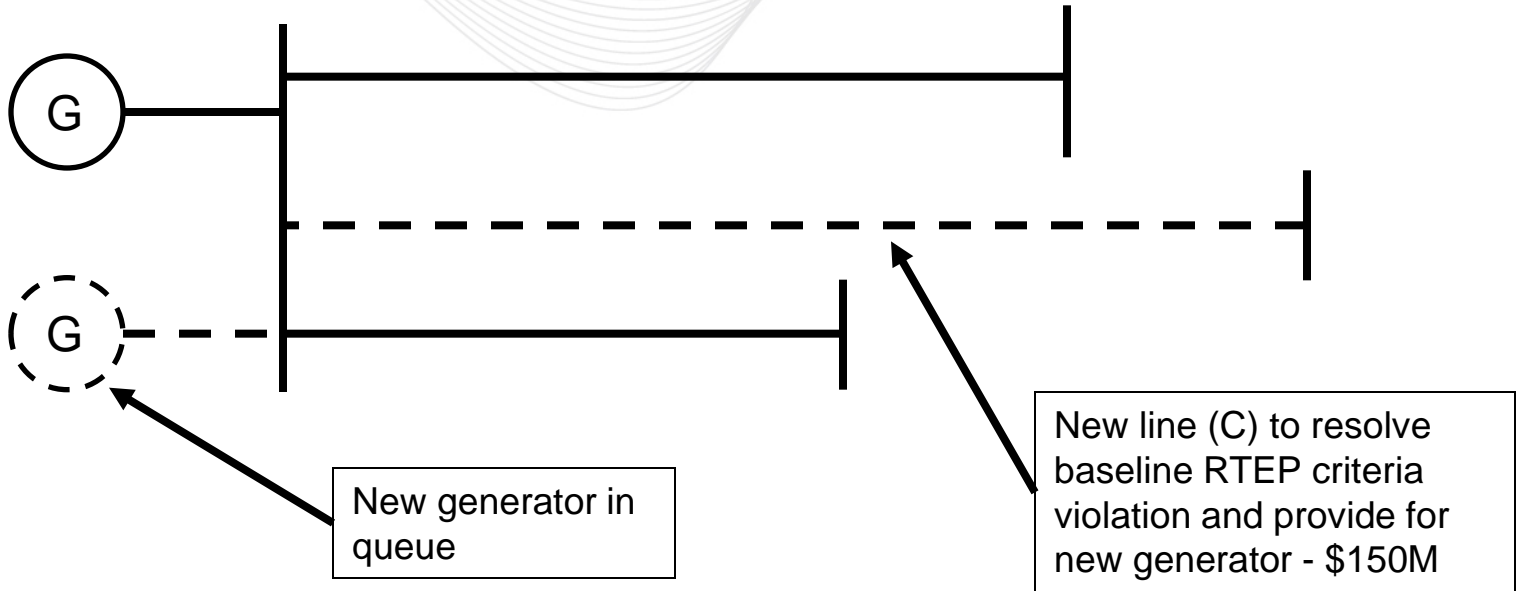 G
G
New generator in
queue
New line (C) to resolve
baseline RTEP criteria
violation and provide for
new generator - $150M